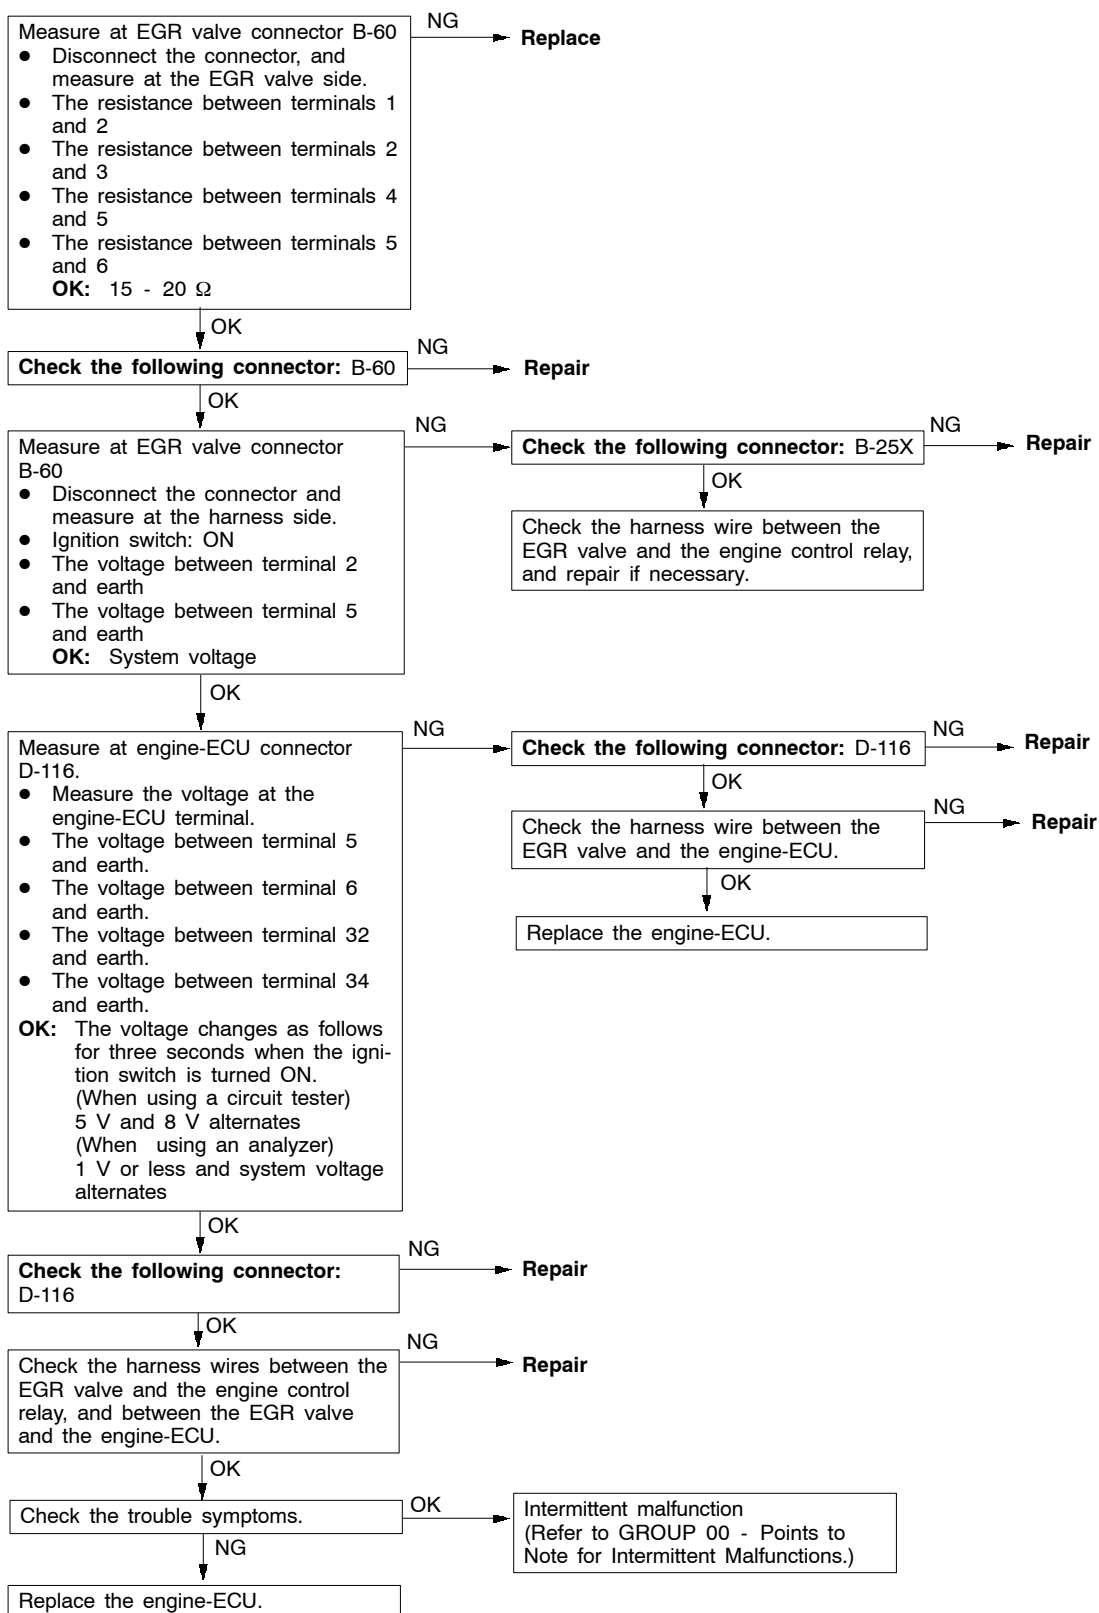 Measure at EGR valve connector B-60
● Disconnect the connector, and
measure at the EGR valve side.
● The resistance between terminals 1
and 2
● The resistance between terminals 2
and 3
● The resistance between terminals 4
and 5
● The resistance between terminals 5
and 6
OK: 15 - 20 Ω
NG
Replace
OK
Check the following connector: B-60
NG
Repair
OK
Measure at EGR valve connector
B-60
● Disconnect the connector and
measure at the harness side.
● Ignition switch: ON
● The voltage between terminal 2
and earth
● The voltage between terminal 5
and earth
OK: System voltage
NG
Check the following connector: B-25X
NG
Repair
OK
Check the harness wire between the
EGR valve and the engine control relay,
and repair if necessary.
OK
Measure at engine-ECU connector
D-116.
● Measure the voltage at the
engine-ECU terminal.
● The voltage between terminal 5
and earth.
● The voltage between terminal 6
and earth.
● The voltage between terminal 32
and earth.
● The voltage between terminal 34
and earth.
OK: The voltage changes as follows
for three seconds when the igni-
tion switch is turned ON.
(When using a circuit tester)
5 V and 8 V alternates
(When using an analyzer)
1 V or less and system voltage
alternates
NG
Check the following connector: D-116
NG
Repair
OK
Check the harness wire between the
EGR valve and the engine-ECU.
NG
Repair
OK
Replace the engine-ECU.
OK
Check the following connector:
D-116
NG
Repair
OK
Check the harness wires between the
EGR valve and the engine control
relay, and between the EGR valve
and the engine-ECU.
NG
Repair
OK
Check the trouble symptoms.
OK
Intermittent malfunction
(Refer to GROUP 00 - Points to
Note for Intermittent Malfunctions.)
NG
Replace the engine-ECU.